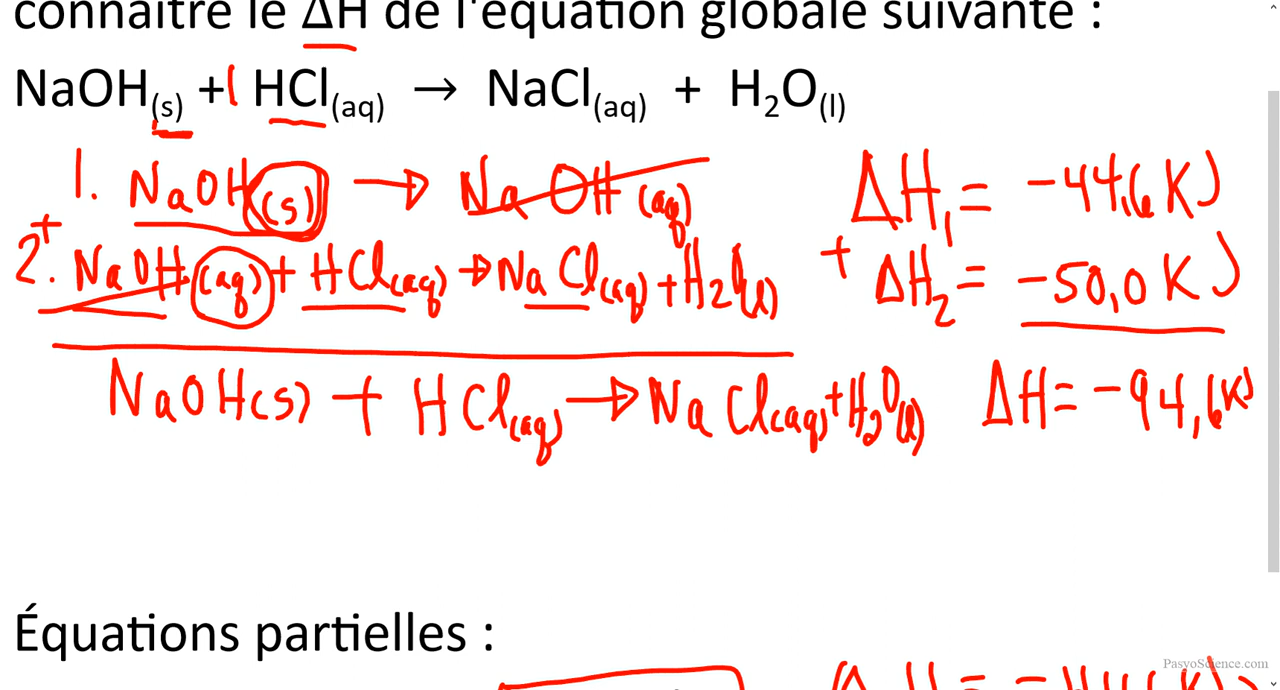 connaître le ΔH de l'équation globale suivante :
NaOH(s) + 1 HCl(aq) → NaCl(aq) + H₂O(l)
1. NaOH(s) → NaOH(aq) ΔH₁ = -44,6 KJ
+
2. NaOH(aq) + HCl(aq) → NaCl(aq) + H₂O(l) + ΔH₂ = -50,0 KJ
NaOH(s) + HCl(aq) → NaCl(aq) + H₂O(l) ΔH = -94,6 KJ
Équations partielles :
PasyoScience.com